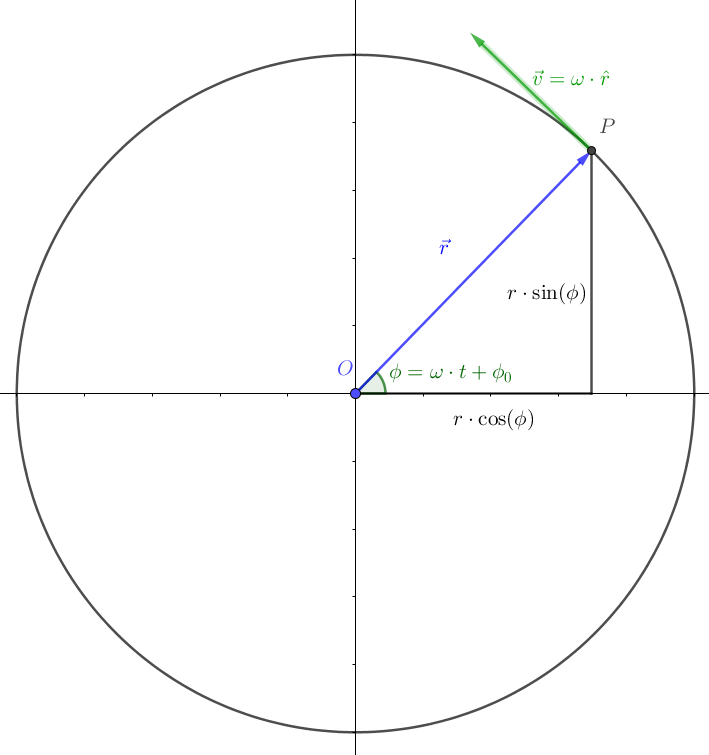 v⃗ = ω · r̂
P
r⃗
r · sin(ϕ)
O
ϕ = ω · t + ϕ₀
r · cos(ϕ)